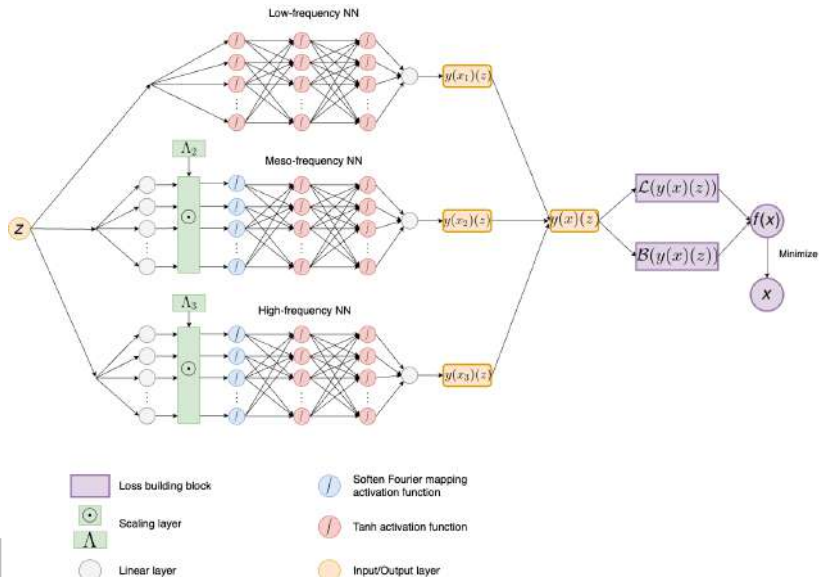 Low-frequency NN
y(x₁)(z)
Λ₂
Meso-frequency NN
⊙
z
y(x₂)(z)
y(x)(z)
ℒ(y(x)(z))
ℬ(y(x)(z))
f(x)
Minimize
x
Λ₃
High-frequency NN
⊙
y(x₃)(z)
Loss building block
⊙
Scaling layer
Λ
Linear layer
∫
Soften Fourier mapping
activation function
∫
Tanh activation function
Input/Output layer